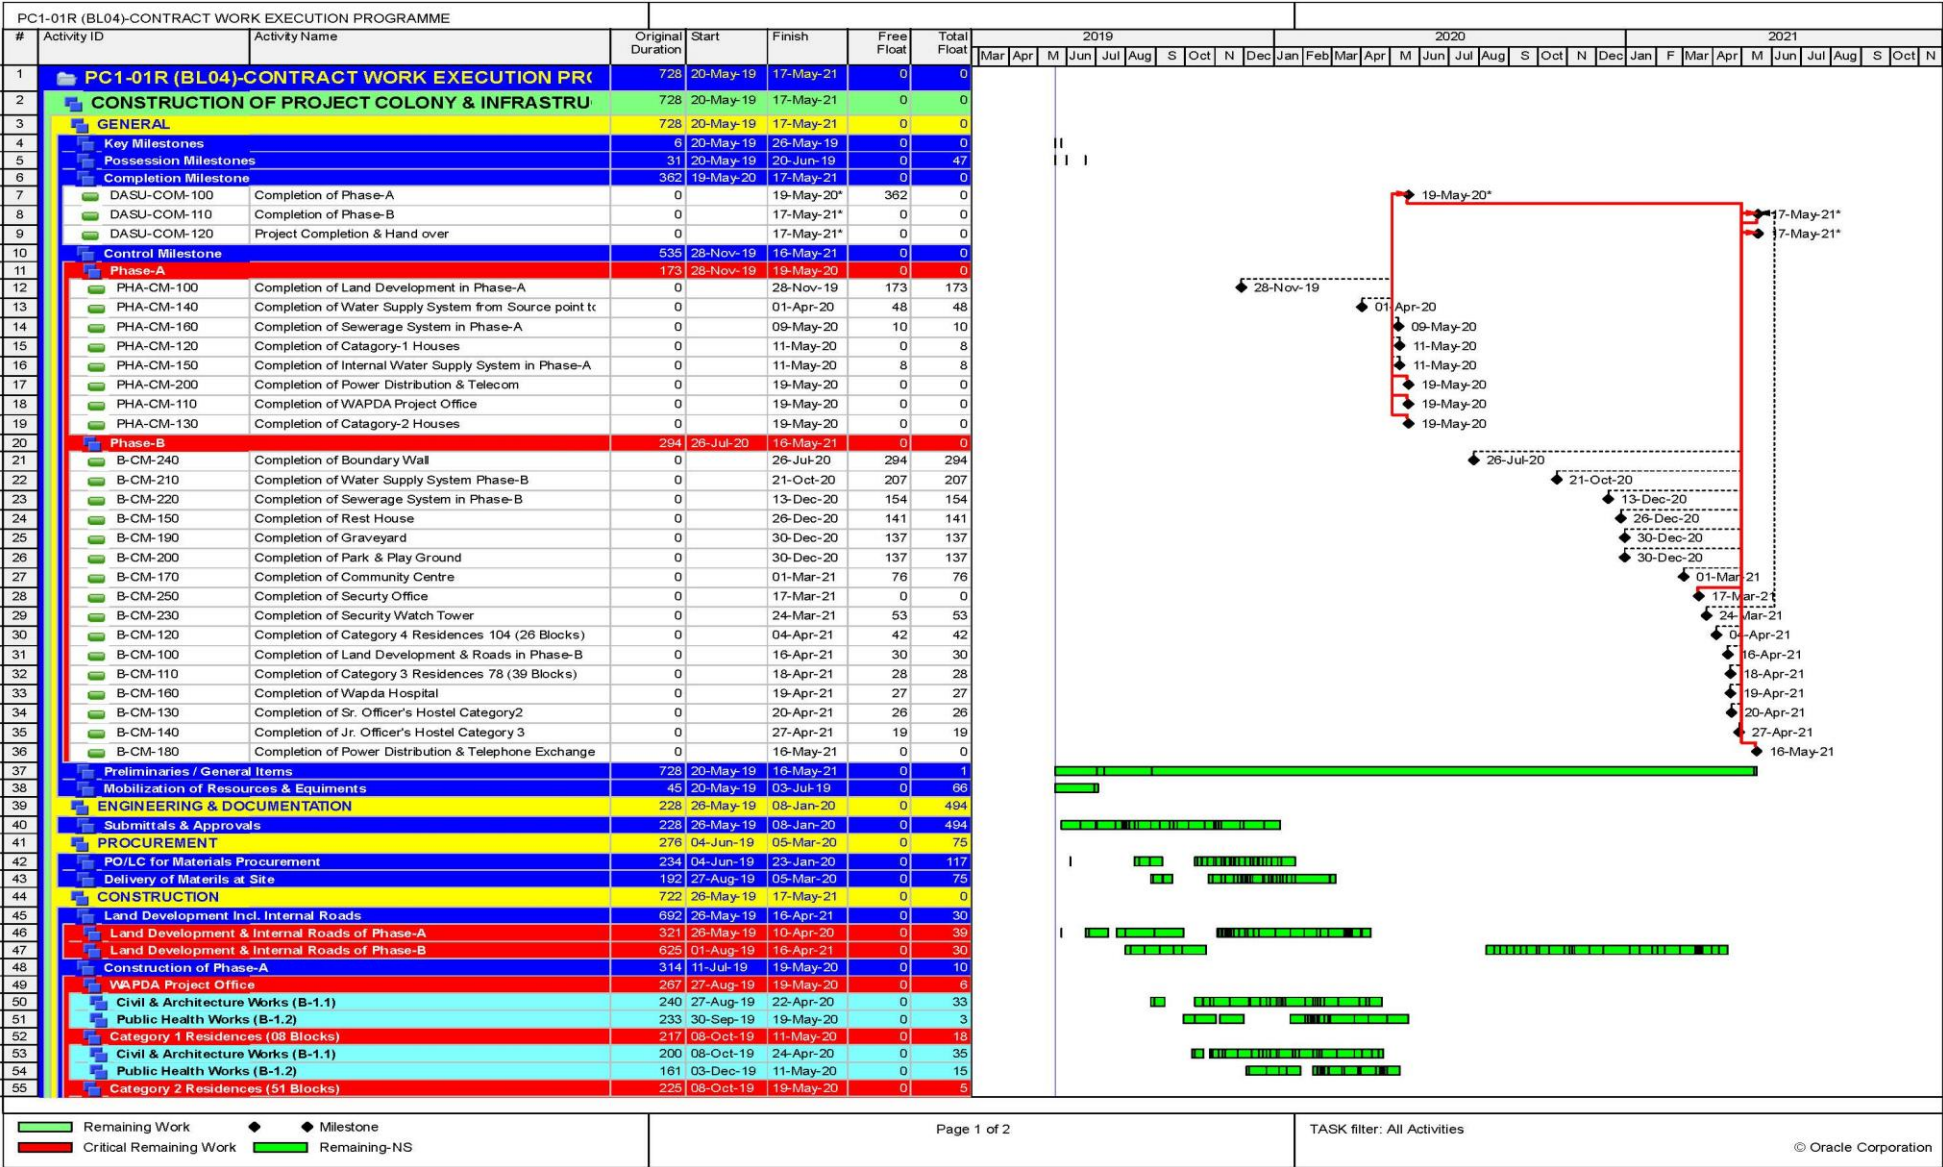 PC1-01R (BL04)-CONTRACT WORK EXECUTION PROGRAMME
# Activity ID Activity Name Original Duration Start Finish Free Float Total Float 2019 2020 2021
Mar Apr M Jun Jul Aug S Oct N Dec Jan Feb Mar Apr M Jun Jul Aug S Oct N Dec Jan F Mar Apr M Jun Jul Aug S Oct N
1 PC1-01R (BL04)-CONTRACT WORK EXECUTION PR 728 20-May-19 17-May-21 0 0
2 CONSTRUCTION OF PROJECT COLONY & INFRASTRU 728 20-May-19 17-May-21 0 0
3 GENERAL 728 20-May-19 17-May-21 0 0
4 Key Milestones 6 20-May-19 26-May-19 0 0
5 Possession Milestones 31 20-May-19 20-Jun-19 0 47
6 Completion Milestone 362 19-May-20 17-May-21 0 0
7 DASU-COM-100 Completion of Phase-A 0 19-May-20* 362 0 19-May-20*
8 DASU-COM-110 Completion of Phase-B 0 17-May-21* 0 0 17-May-21*
9 DASU-COM-120 Project Completion & Hand over 0 17-May-21* 0 0 17-May-21*
10 Control Milestone 535 28-Nov-19 16-May-21 0 0
11 Phase-A 173 28-Nov-19 19-May-20 0 0
12 PHA-CM-100 Completion of Land Development in Phase-A 0 28-Nov-19 173 173 28-Nov-19
13 PHA-CM-140 Completion of Water Supply System from Source point to 0 01-Apr-20 48 48 01-Apr-20
14 PHA-CM-160 Completion of Sewerage System in Phase-A 0 09-May-20 10 10 09-May-20
15 PHA-CM-120 Completion of Catagory-1 Houses 0 11-May-20 0 8 11-May-20
16 PHA-CM-150 Completion of Internal Water Supply System in Phase-A 0 11-May-20 8 8 11-May-20
17 PHA-CM-200 Completion of Power Distribution & Telecom 0 19-May-20 0 0 19-May-20
18 PHA-CM-110 Completion of WAPDA Project Office 0 19-May-20 0 0 19-May-20
19 PHA-CM-130 Completion of Catagory-2 Houses 0 19-May-20 0 0 19-May-20
20 Phase-B 294 26-Jul-20 16-May-21 0 0
21 B-CM-240 Completion of Boundary Wall 0 26-Jul-20 294 294 26-Jul-20
22 B-CM-210 Completion of Water Supply System Phase-B 0 21-Oct-20 207 207 21-Oct-20
23 B-CM-220 Completion of Sewerage System in Phase-B 0 13-Dec-20 154 154 13-Dec-20
24 B-CM-150 Completion of Rest House 0 26-Dec-20 141 141 26-Dec-20
25 B-CM-190 Completion of Graveyard 0 30-Dec-20 137 137 30-Dec-20
26 B-CM-200 Completion of Park & Play Ground 0 30-Dec-20 137 137 30-Dec-20
27 B-CM-170 Completion of Community Centre 0 01-Mar-21 76 76 01-Mar-21
28 B-CM-250 Completion of Securty Office 0 17-Mar-21 0 0 17-Mar-21
29 B-CM-230 Completion of Security Watch Tower 0 24-Mar-21 53 53 24-Mar-21
30 B-CM-120 Completion of Category 4 Residences 104 (26 Blocks) 0 04-Apr-21 42 42 04-Apr-21
31 B-CM-100 Completion of Land Development & Roads in Phase-B 0 16-Apr-21 30 30 16-Apr-21
32 B-CM-110 Completion of Category 3 Residences 78 (39 Blocks) 0 18-Apr-21 28 28 18-Apr-21
33 B-CM-160 Completion of Wapda Hospital 0 19-Apr-21 27 27 19-Apr-21
34 B-CM-130 Completion of Sr. Officer's Hostel Category2 0 20-Apr-21 26 26 20-Apr-21
35 B-CM-140 Completion of Jr. Officer's Hostel Category 3 0 27-Apr-21 19 19 27-Apr-21
36 B-CM-180 Completion of Power Distribution & Telephone Exchange 0 16-May-21 0 0 16-May-21
37 Preliminaries / General Items 728 20-May-19 16-May-21 0 1
38 Mobilization of Resources & Equiments 45 20-May-19 03-Jul-19 0 66
39 ENGINEERING & DOCUMENTATION 228 26-May-19 08-Jan-20 0 494
40 Submittals & Approvals 228 26-May-19 08-Jan-20 0 494
41 PROCUREMENT 276 04-Jun-19 05-Mar-20 0 75
42 PO/LC for Materials Procurement 234 04-Jun-19 23-Jan-20 0 117
43 Delivery of Materils at Site 192 27-Aug-19 05-Mar-20 0 75
44 CONSTRUCTION 722 26-May-19 17-May-21 0 0
45 Land Development Incl. Internal Roads 692 26-May-19 16-Apr-21 0 30
46 Land Development & Internal Roads of Phase-A 321 26-May-19 10-Apr-20 0 39
47 Land Development & Internal Roads of Phase-B 625 01-Aug-19 16-Apr-21 0 30
48 Construction of Phase-A 314 11-Jul-19 19-May-20 0 10
49 WAPDA Project Office 267 27-Aug-19 19-May-20 0 6
50 Civil & Architecture Works (B-1.1) 240 27-Aug-19 22-Apr-20 0 33
51 Public Health Works (B-1.2) 233 30-Sep-19 19-May-20 0 3
52 Category 1 Residences (08 Blocks) 217 08-Oct-19 11-May-20 0 18
53 Civil & Architecture Works (B-1.1) 200 08-Oct-19 24-Apr-20 0 35
54 Public Health Works (B-1.2) 161 03-Dec-19 11-May-20 0 15
55 Category 2 Residences (51 Blocks) 225 08-Oct-19 19-May-20 0 5
Remaining Work Milestone Page 1 of 2 TASK filter: All Activities
Critical Remaining Work Remaining-NS © Oracle Corporation